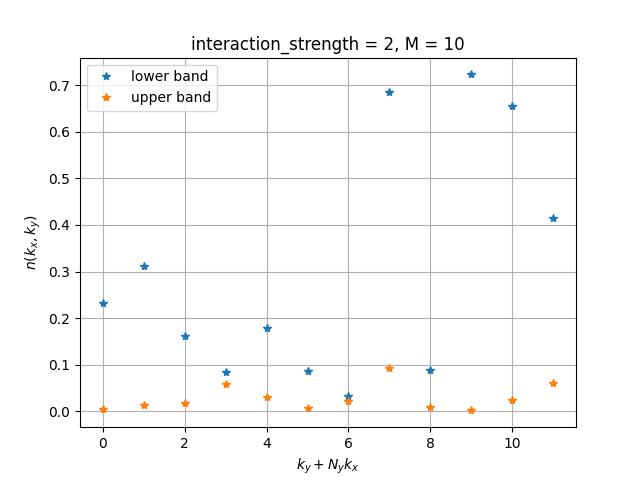 interaction_strength = 2, M = 10
lower band
upper band
0.7
0.6
0.5
0.4
0.3
0.2
0.1
0.0
n(k_x, k_y)
0 2 4 6 8 10
k_y + N_y k_x